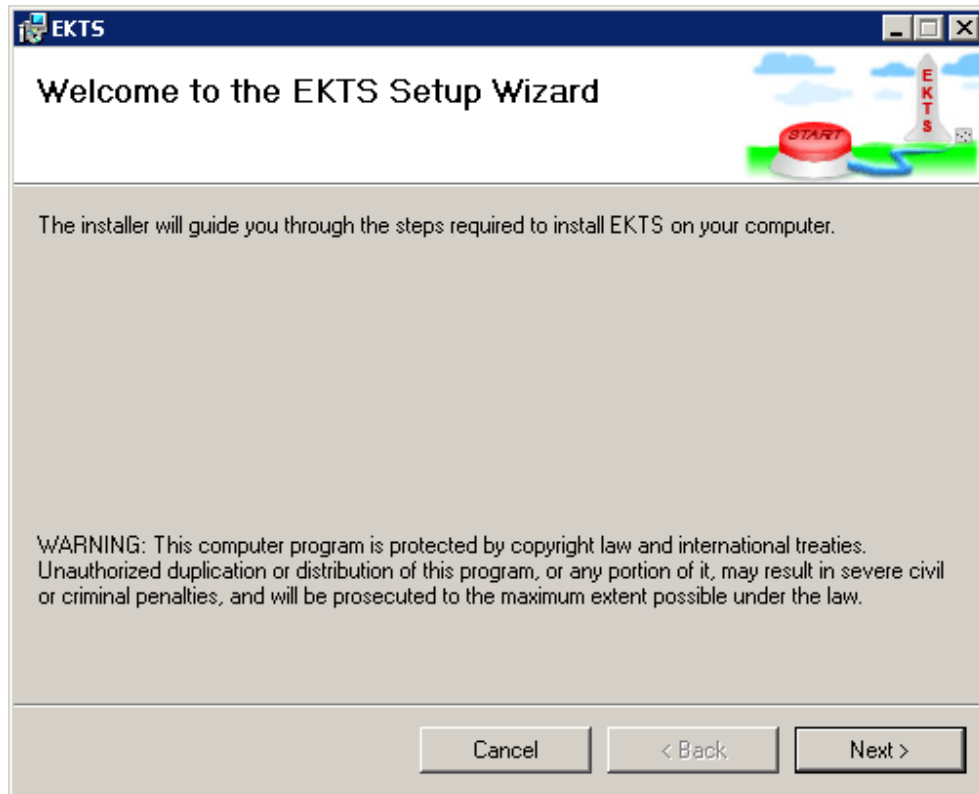 EKTS
Welcome to the EKTS Setup Wizard
START
E
K
T
S
The installer will guide you through the steps required to install EKTS on your computer.
WARNING: This computer program is protected by copyright law and international treaties.
Unauthorized duplication or distribution of this program, or any portion of it, may result in severe civil
or criminal penalties, and will be prosecuted to the maximum extent possible under the law.
Cancel
< Back
Next >